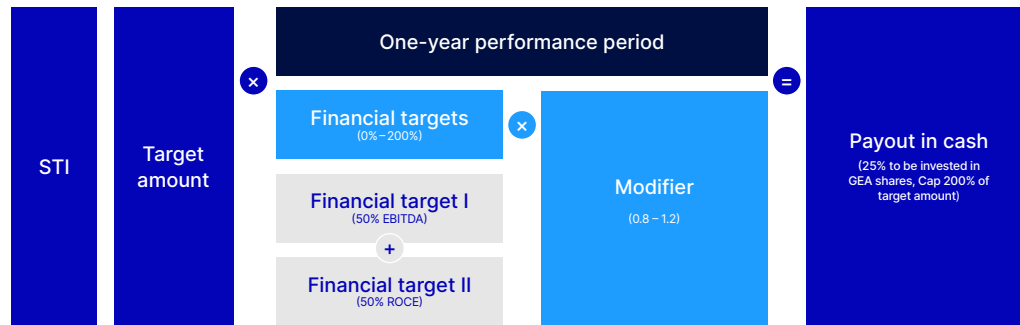 STI
Target
amount
×
One-year performance period
Financial targets
(0% – 200%)
Financial target I
(50% EBITDA)
+
Financial target II
(50% ROCE)
×
Modifier
(0.8 – 1.2)
=
Payout in cash
(25% to be invested in
GEA shares, Cap 200% of
target amount)